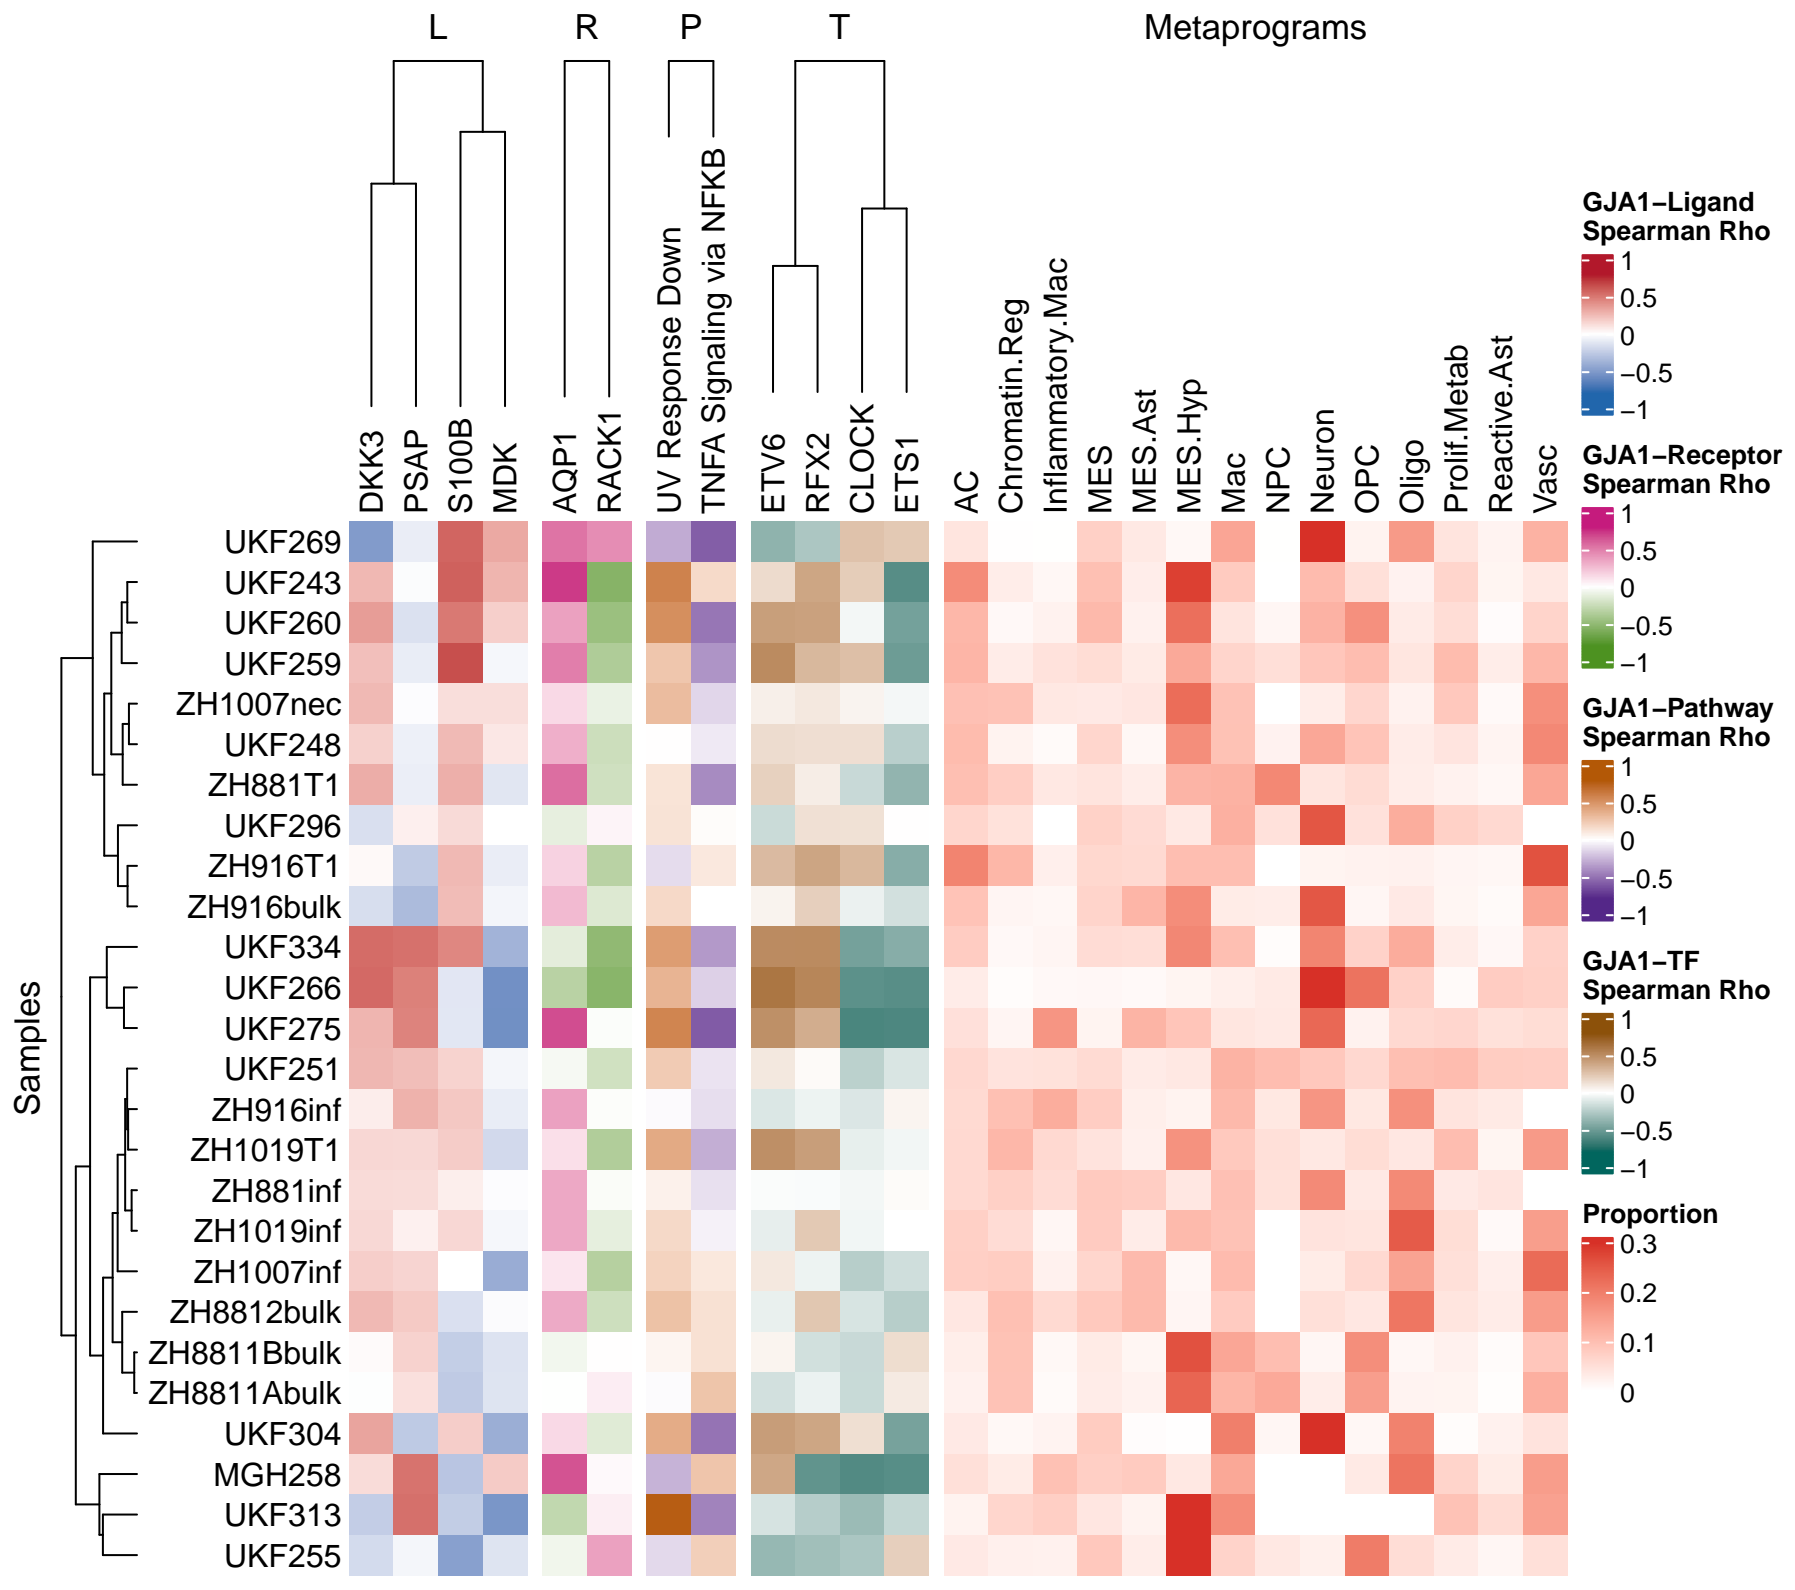 L R P T Metaprograms
DKK3
PSAP
S100B
MDK
AQP1
RACK1
UV Response Down
TNFA Signaling via NFKB
ETV6
RFX2
CLOCK
ETS1
AC
Chromatin.Reg
Inflammatory.Mac
MES
MES.Ast
MES.Hyp
Mac
NPC
Neuron
OPC
Oligo
Prolif.Metab
Reactive.Ast
Vasc
Samples
UKF269
UKF243
UKF260
UKF259
ZH1007nec
UKF248
ZH881T1
UKF296
ZH916T1
ZH916bulk
UKF334
UKF266
UKF275
UKF251
ZH916inf
ZH1019T1
ZH881inf
ZH1019inf
ZH1007inf
ZH8812bulk
ZH8811Bbulk
ZH8811Abulk
UKF304
MGH258
UKF313
UKF255
GJA1−Ligand
Spearman Rho
1
0.5
0
−0.5
−1
GJA1−Receptor
Spearman Rho
1
0.5
0
−0.5
−1
GJA1−Pathway
Spearman Rho
1
0.5
0
−0.5
−1
GJA1−TF
Spearman Rho
1
0.5
0
−0.5
−1
Proportion
0.3
0.2
0.1
0